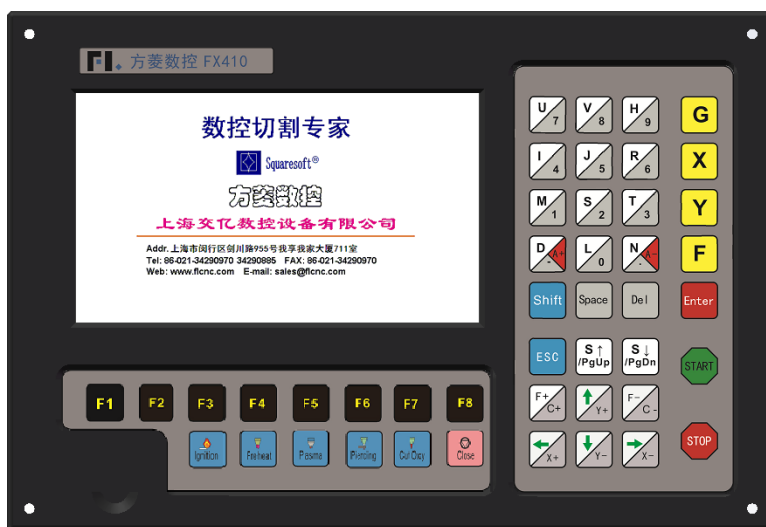 方菱数控 FX410
数控切割专家
Squaresoft®
方菱数控
上海交亿数控设备有限公司
Addr. 上海市闵行区剑川路955号我享我家大厦711室
Tel: 86-021-34290970 34290885 FAX: 86-021-34290970
Web: www.flcnc.com E-mail: sales@flcnc.com
F1 F2 F3 F4 F5 F6 F7 F8
Ignition Preheat Plasma Piercing Cut Oxy Close
U 7 V 8 H 9 G
I 4 J 5 R 6 X
M 1 S 2 T 3 Y
D - A+ L 0 N . A- F
Shift Space Del Enter
ESC S↑/PgUp S↓/PgDn START
F+ C+ ↑ Y+ F- C-
← X+ ↓ Y- → X- STOP